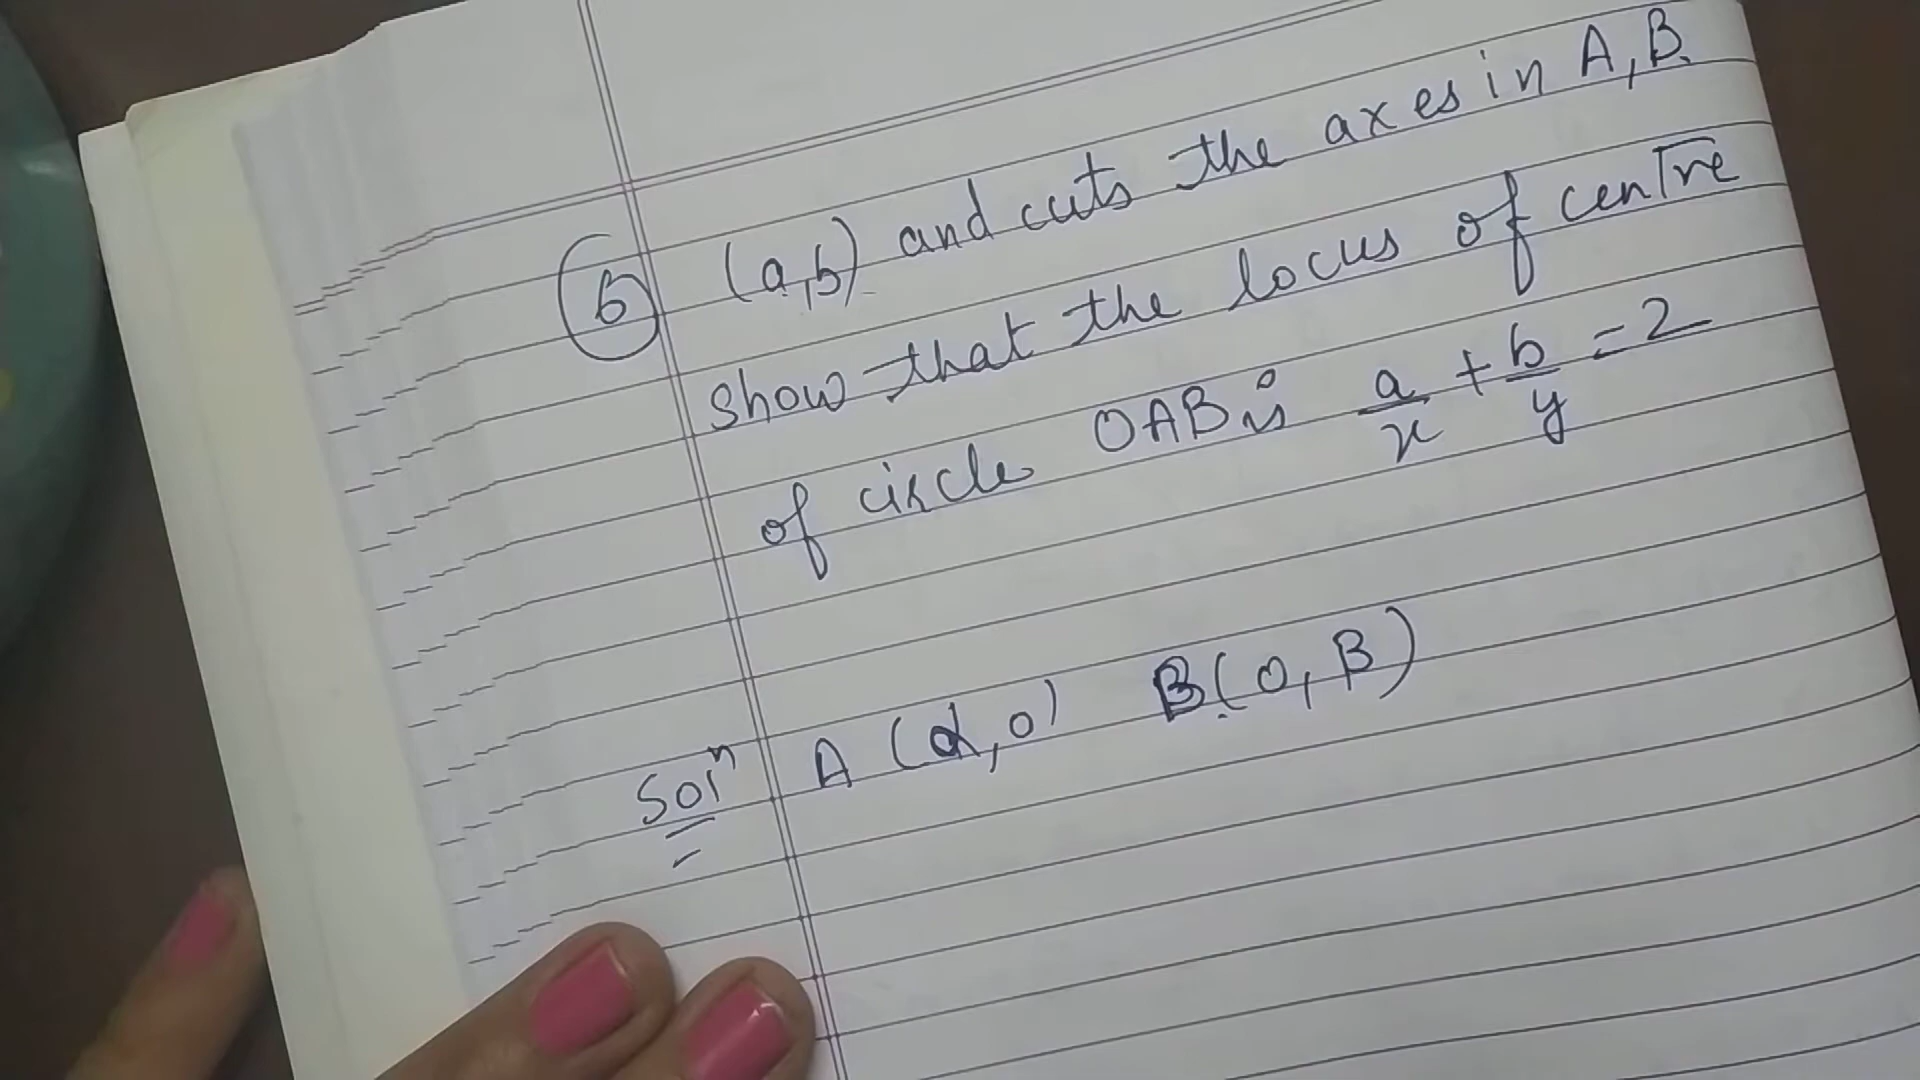 6 (a,b) and cuts the axes in A, B.
show that the locus of centre
of circle OAB is a/x + b/y = 2
Solⁿ A (α,0) B(0,β)